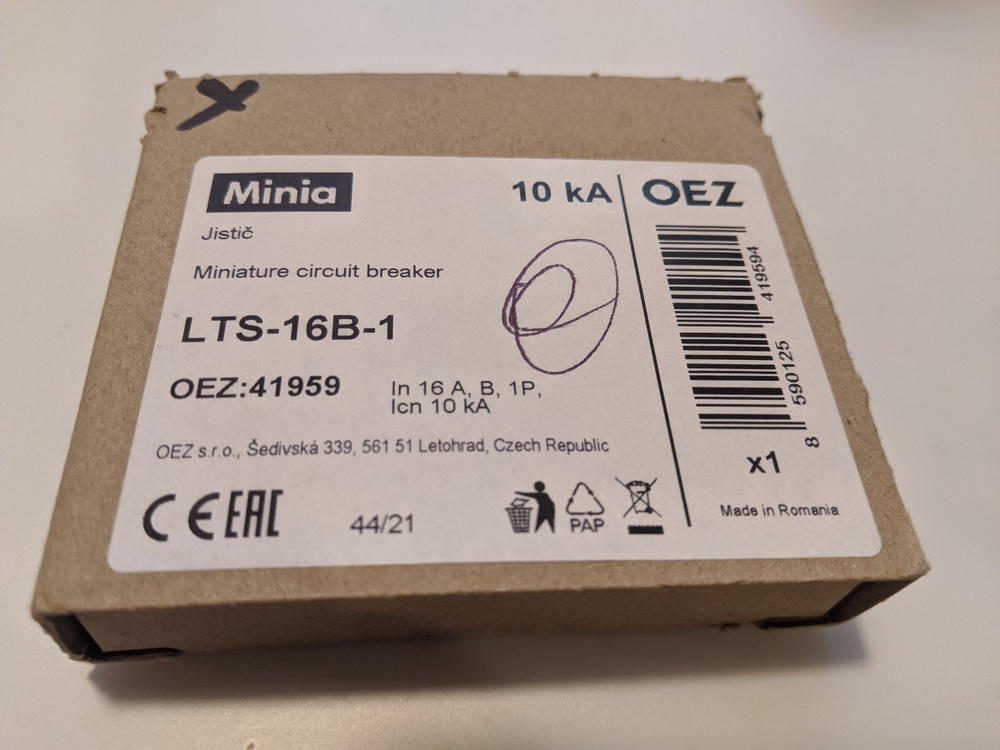 Minia
10 kA
OEZ
Jistič
Miniature circuit breaker
LTS-16B-1
OEZ:41959
In 16 A, B, 1P,
Icn 10 kA
OEZ s.r.o., Šedivská 339, 561 51 Letohrad, Czech Republic
CE EAC
44/21
PAP
8 590125 419594
x1
Made in Romania